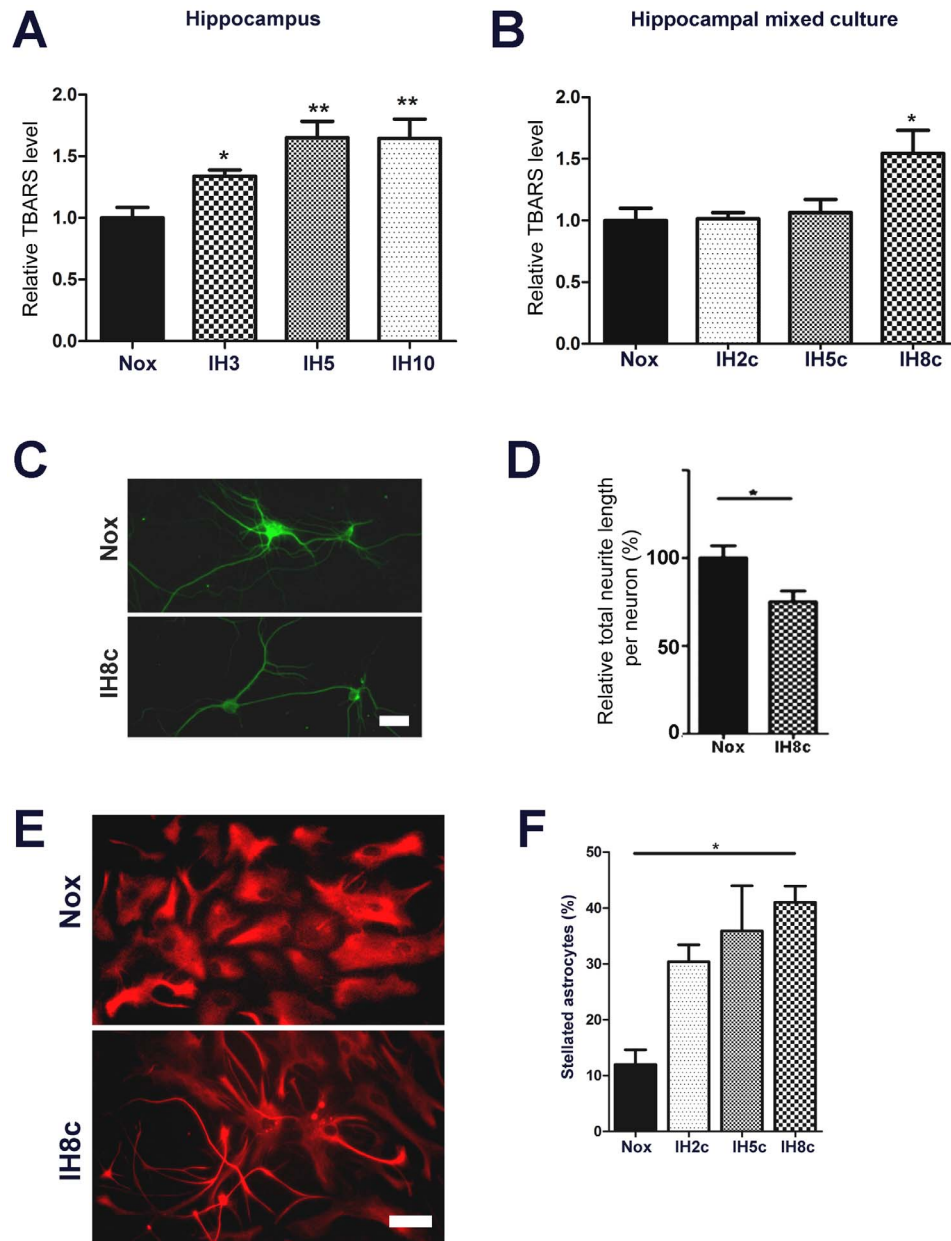 A
Hippocampus
Relative TBARS level
2.0
1.5
1.0
0.5
0.0
*
**
**
Nox IH3 IH5 IH10
B
Hippocampal mixed culture
Relative TBARS level
2.0
1.5
1.0
0.5
0.0
*
Nox IH2c IH5c IH8c
C
Nox
IH8c
D
Relative total neurite length
per neuron (%)
100
50
0
*
Nox IH8c
E
Nox
IH8c
F
Stellated astrocytes (%)
50
40
30
20
10
0
*
Nox IH2c IH5c IH8c